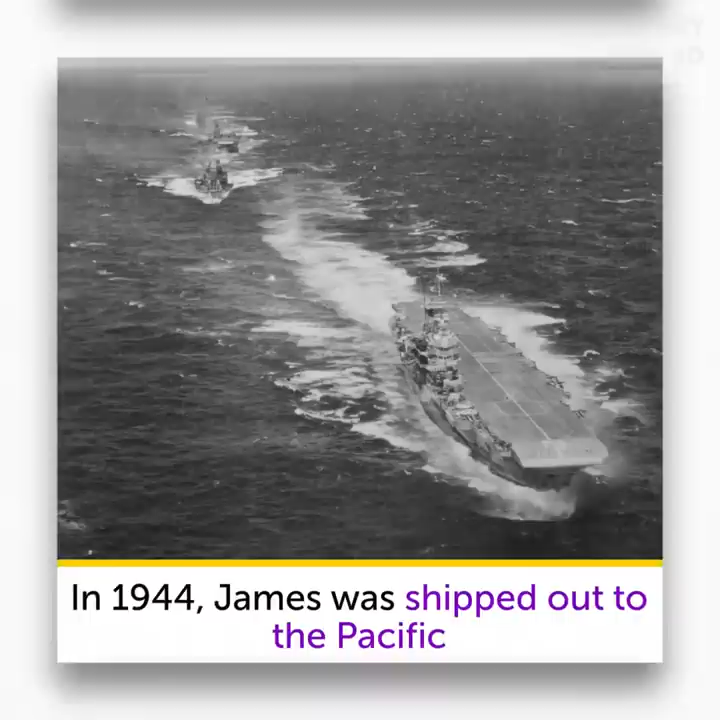 In 1944, James was shipped out to
the Pacific